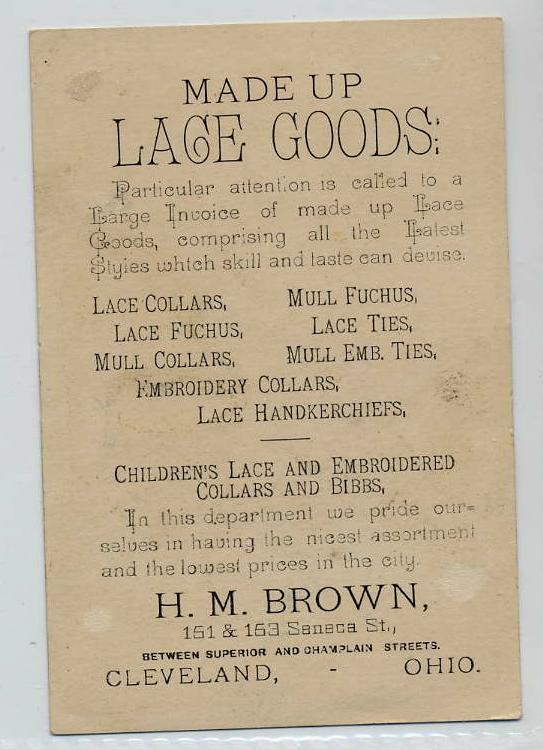 MADE UP
LACE GOODS:
Particular attention is called to a
Large Invoice of made up Lace
Goods, comprising all the Latest
Styles which skill and taste can devise.
LACE COLLARS, MULL FUCHUS,
LACE FUCHUS, LACE TIES,
MULL COLLARS, MULL EMB. TIES,
EMBROIDERY COLLARS,
LACE HANDKERCHIEFS,
CHILDREN'S LACE AND EMBROIDERED
COLLARS AND BIBBS,
In this department we pride our=
selves in having the nicest assortment
and the lowest prices in the city.
H. M. BROWN,
151 & 153 Seneca St.,
BETWEEN SUPERIOR AND CHAMPLAIN STREETS.
CLEVELAND, - OHIO.